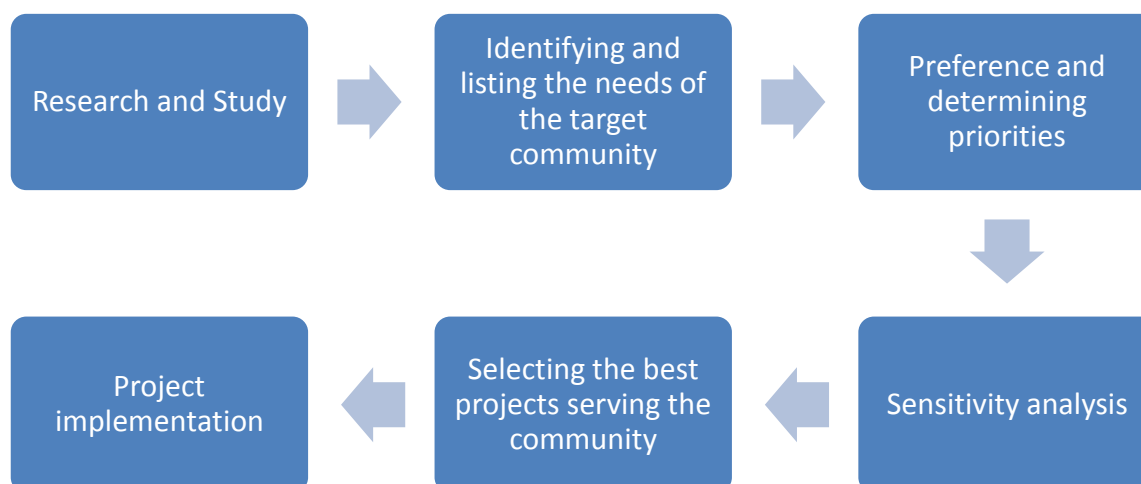 Research and Study
Identifying and
listing the needs of
the target
community
Preference and
determining
priorities
Sensitivity analysis
Selecting the best
projects serving the
community
Project
implementation